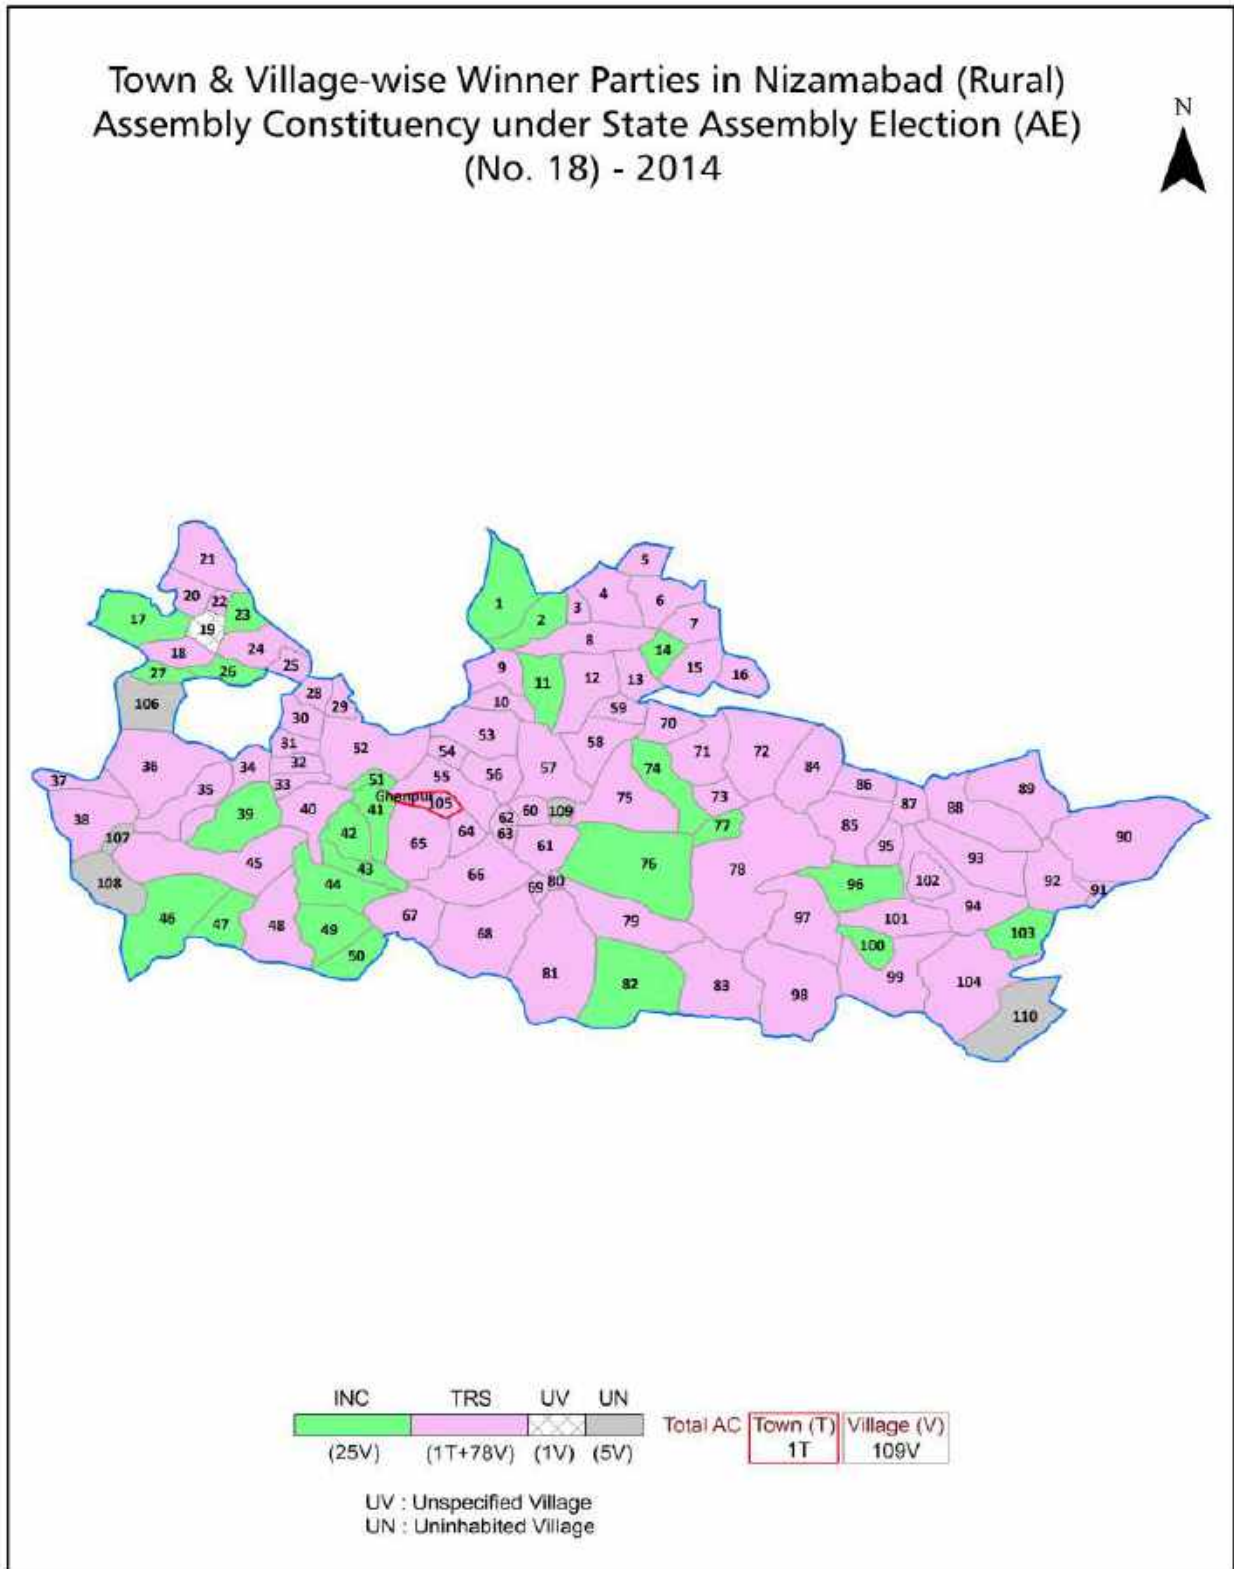 Town & Village-wise Winner Parties in Nizamabad (Rural)
Assembly Constituency under State Assembly Election (AE)
(No. 18) - 2014
N
21
5
20 22 23
4
1 2 3 6
17 19
7
8
18 24 14
27 26 25 9 11 12 13 15 16
106 28 29 10 59
30 53 58 70
31 52 54 71 72
36 34 32 57 74 84
37 35 33 51 55 56 75 73 86 89
Ghanpur
105
38 39 40 41 60 109 87 88
107 42 62 63 64 77 85 90
45 65 61 95 93
108 44 43 66 76 78 96 102 92
69 80 91
46 47 48 49 67 68 79 97 101 94 103
50 81 82 83 98 100 99 104
110
INC TRS UV UN
Total AC Town (T) Village (V)
1T 109V
(25V) (1T+78V) (1V) (5V)
UV : Unspecified Village
UN : Uninhabited Village